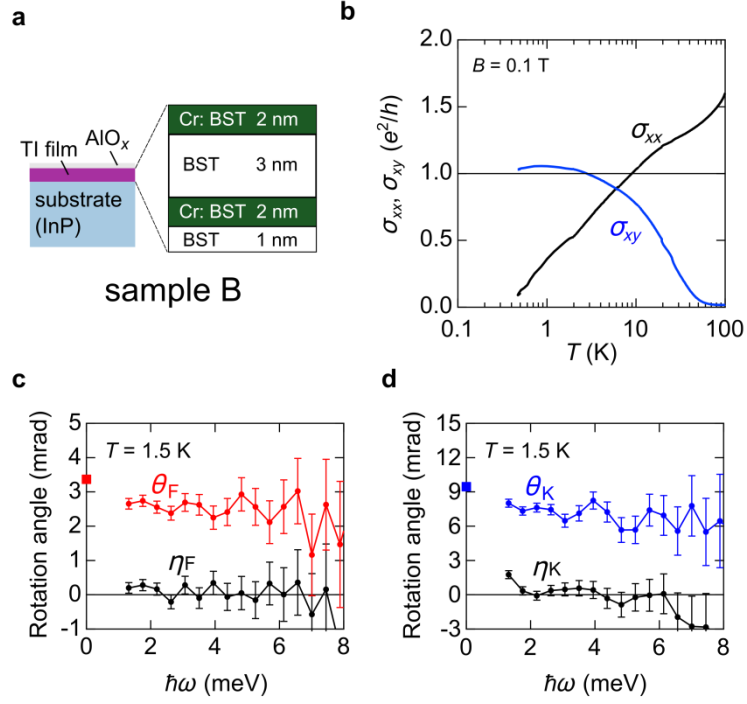 a
AlOₓ
TI film
substrate
(InP)
Cr: BST 2 nm
BST 3 nm
Cr: BST 2 nm
BST 1 nm
sample B
b
2.0
1.5
1.0
0.5
0.0
σxx, σxy (e²/h)
B = 0.1 T
σxx
σxy
0.1 1 10 100
T (K)
c
5
4
3
2
1
0
-1
Rotation angle (mrad)
T = 1.5 K
θF
ηF
0 2 4 6 8
ħω (meV)
d
15
12
9
6
3
0
-3
Rotation angle (mrad)
T = 1.5 K
θK
ηK
0 2 4 6 8
ħω (meV)